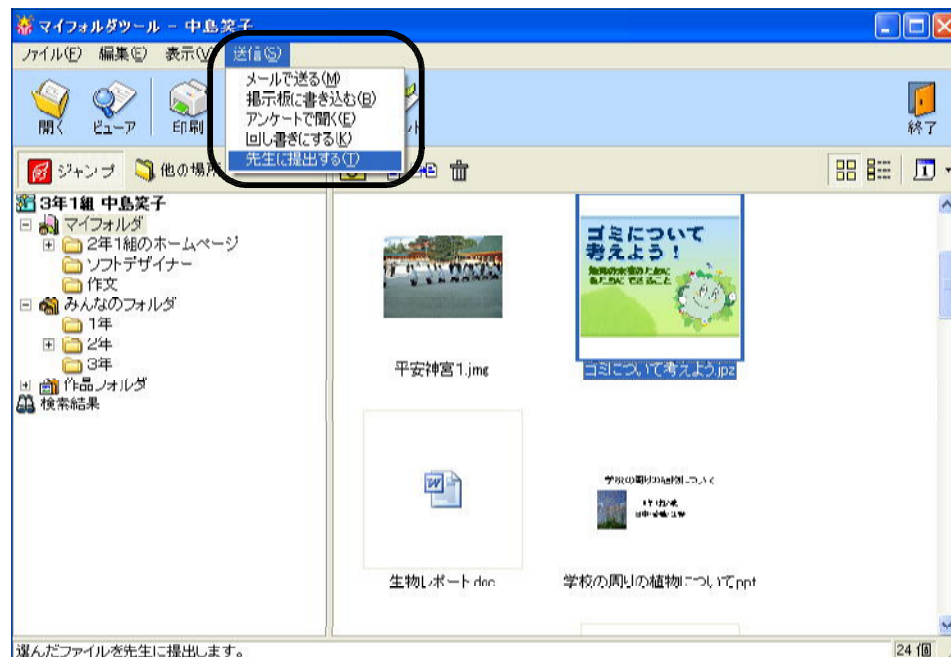 マイフォルダツール - 中島笑子
ファイル(F) 編集(E) 表示(V) 送信(S)
メールで送る(M)
掲示板に書き込む(B)
アンケートで聞く(E)
回し書きにする(K)
先生に提出する(T)
開く ビューア 印刷 終了
ジャンプ 他の場所
3年1組 中島笑子
マイフォルダ
2年1組のホームページ
ソフトデザイナー
作文
みんなのフォルダ
1年
2年
3年
作品フォルダ
検索結果
ゴミについて
考えよう!
平安神宮1.jmg
ゴミについて考えよう.jpz
学校の周りの植物について
生物レポート.doc
学校の周りの植物について.ppt
選んだファイルを先生に提出します。
24 個